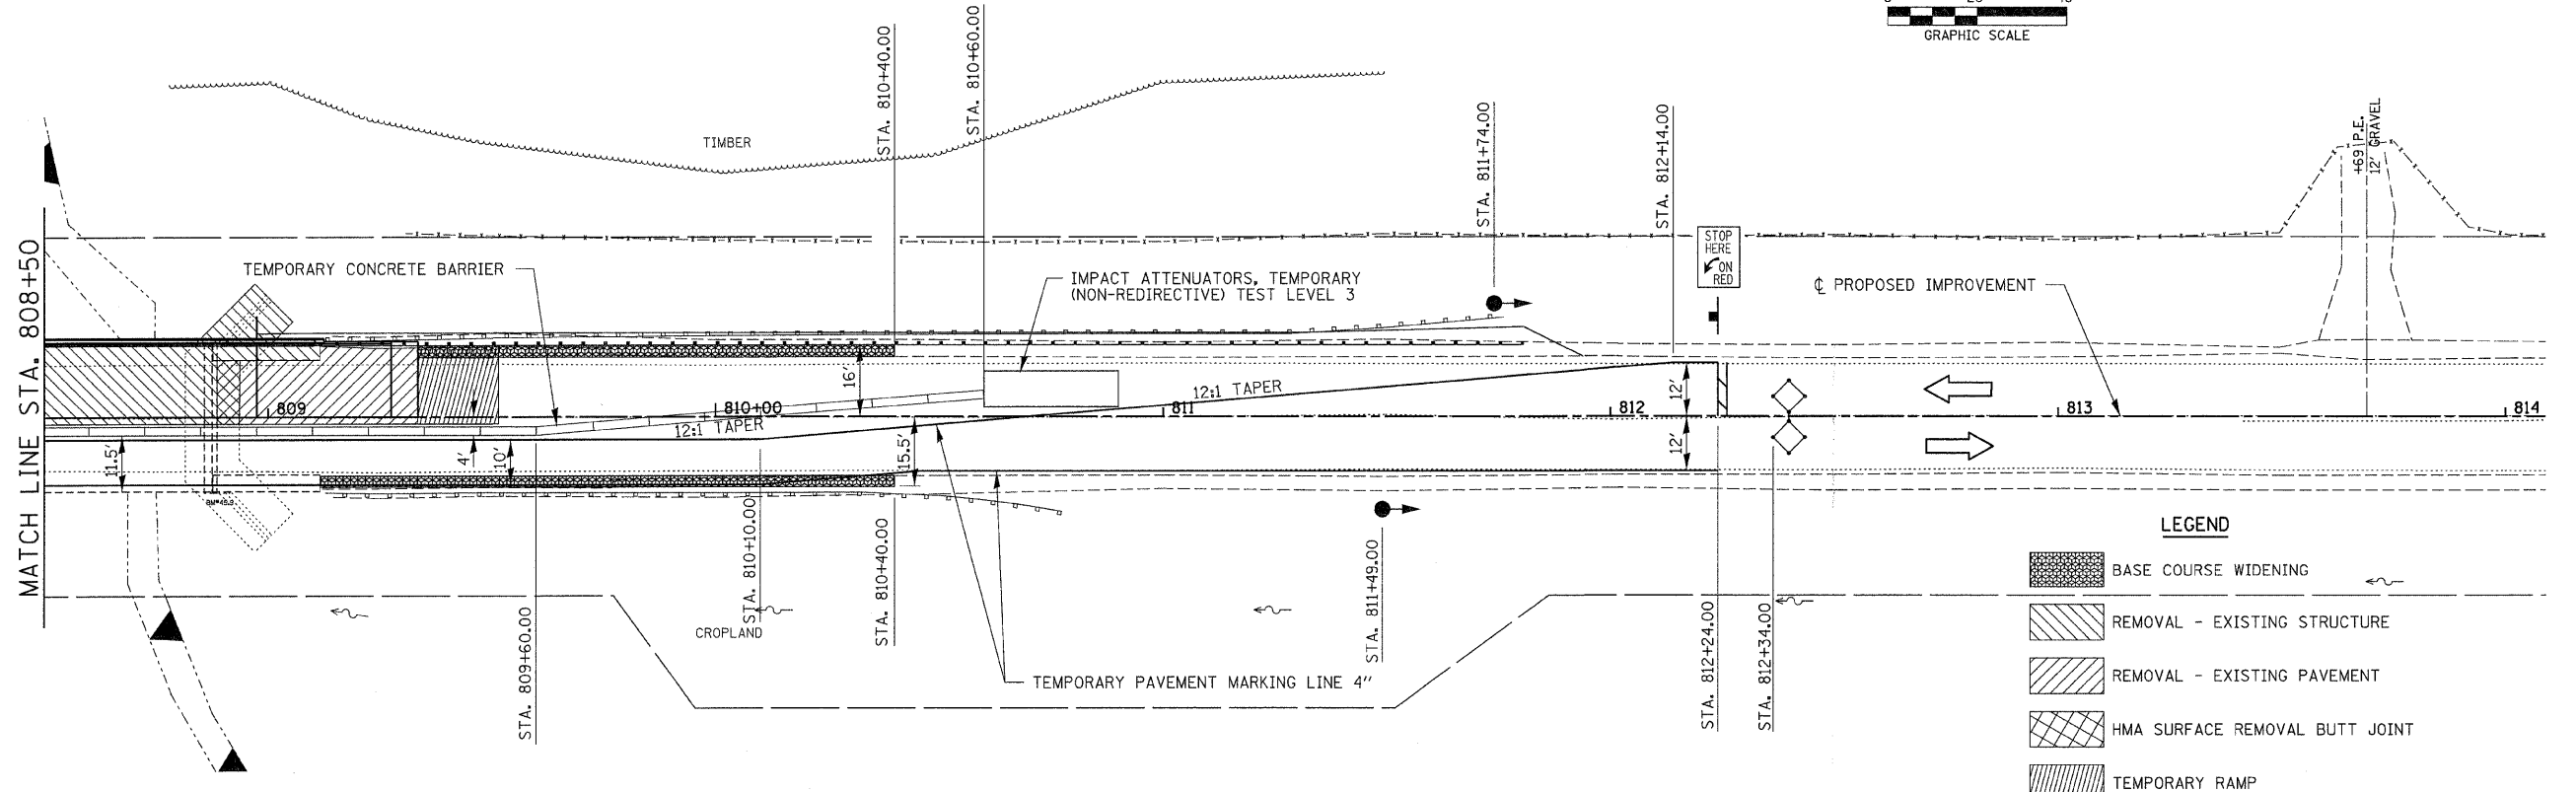 GRAPHIC SCALE
STA. 810+40.00
STA. 810+60.00
STA. 811+74.00
STA. 812+14.00
+69 P.E.
12' GRAVEL
TIMBER
STOP
HERE
ON
RED
TEMPORARY CONCRETE BARRIER
IMPACT ATTENUATORS, TEMPORARY
(NON-REDIRECTIVE) TEST LEVEL 3
℄ PROPOSED IMPROVEMENT
MATCH LINE STA. 808+50
16'
12:1 TAPER
12'
809
810+00
811
812
813
814
12:1 TAPER
11.5'
4'
10'
15.5'
12'
STA. 809+60.00
STA. 810+10.00
STA. 810+40.00
STA. 811+49.00
STA. 812+24.00
STA. 812+34.00
CROPLAND
TEMPORARY PAVEMENT MARKING LINE 4"
LEGEND
BASE COURSE WIDENING
REMOVAL - EXISTING STRUCTURE
REMOVAL - EXISTING PAVEMENT
HMA SURFACE REMOVAL BUTT JOINT
TEMPORARY RAMP